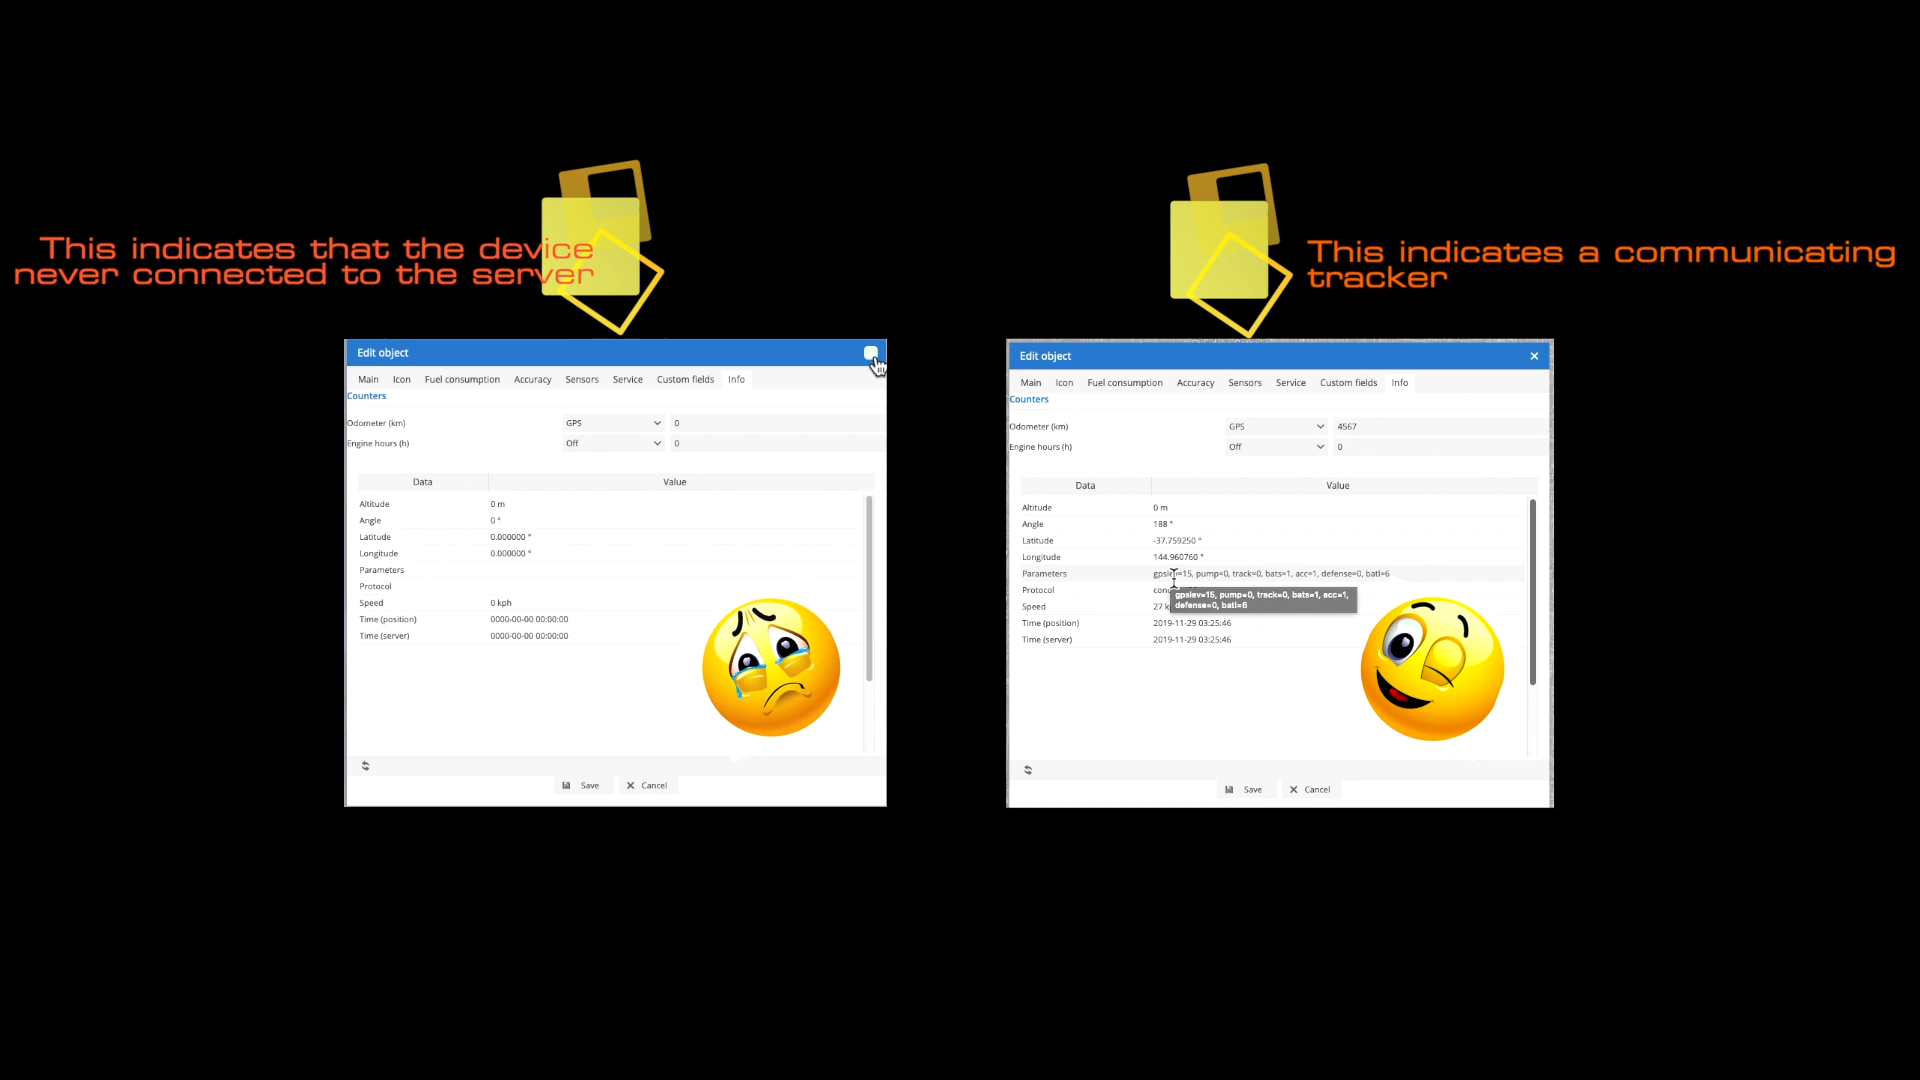 This indicates that the device
never connected to the server
This indicates a communicating
tracker
Edit object
Main Icon Fuel consumption Accuracy Sensors Service Custom fields Info
Counters
Odometer (km) GPS 0
Engine hours (h) Off 0
Data Value
Altitude 0 m
Angle 0 °
Latitude 0.000000 °
Longitude 0.000000 °
Parameters
Protocol
Speed 0 kph
Time (position) 0000-00-00 00:00:00
Time (server) 0000-00-00 00:00:00
Save Cancel
Edit object
Main Icon Fuel consumption Accuracy Sensors Service Custom fields Info
Counters
Odometer (km) GPS 4567
Engine hours (h) Off 0
Data Value
Altitude 0 m
Angle 188 °
Latitude -37.759250 °
Longitude 144.960760 °
Parameters gpslev=15, pump=0, track=0, bats=1, acc=1, defense=0, batl=6
Protocol
gpslev=15, pump=0, track=0, bats=1, acc=1,
defense=0, batl=6
Speed 27
Time (position) 2019-11-29 03:25:46
Time (server) 2019-11-29 03:25:46
Save Cancel